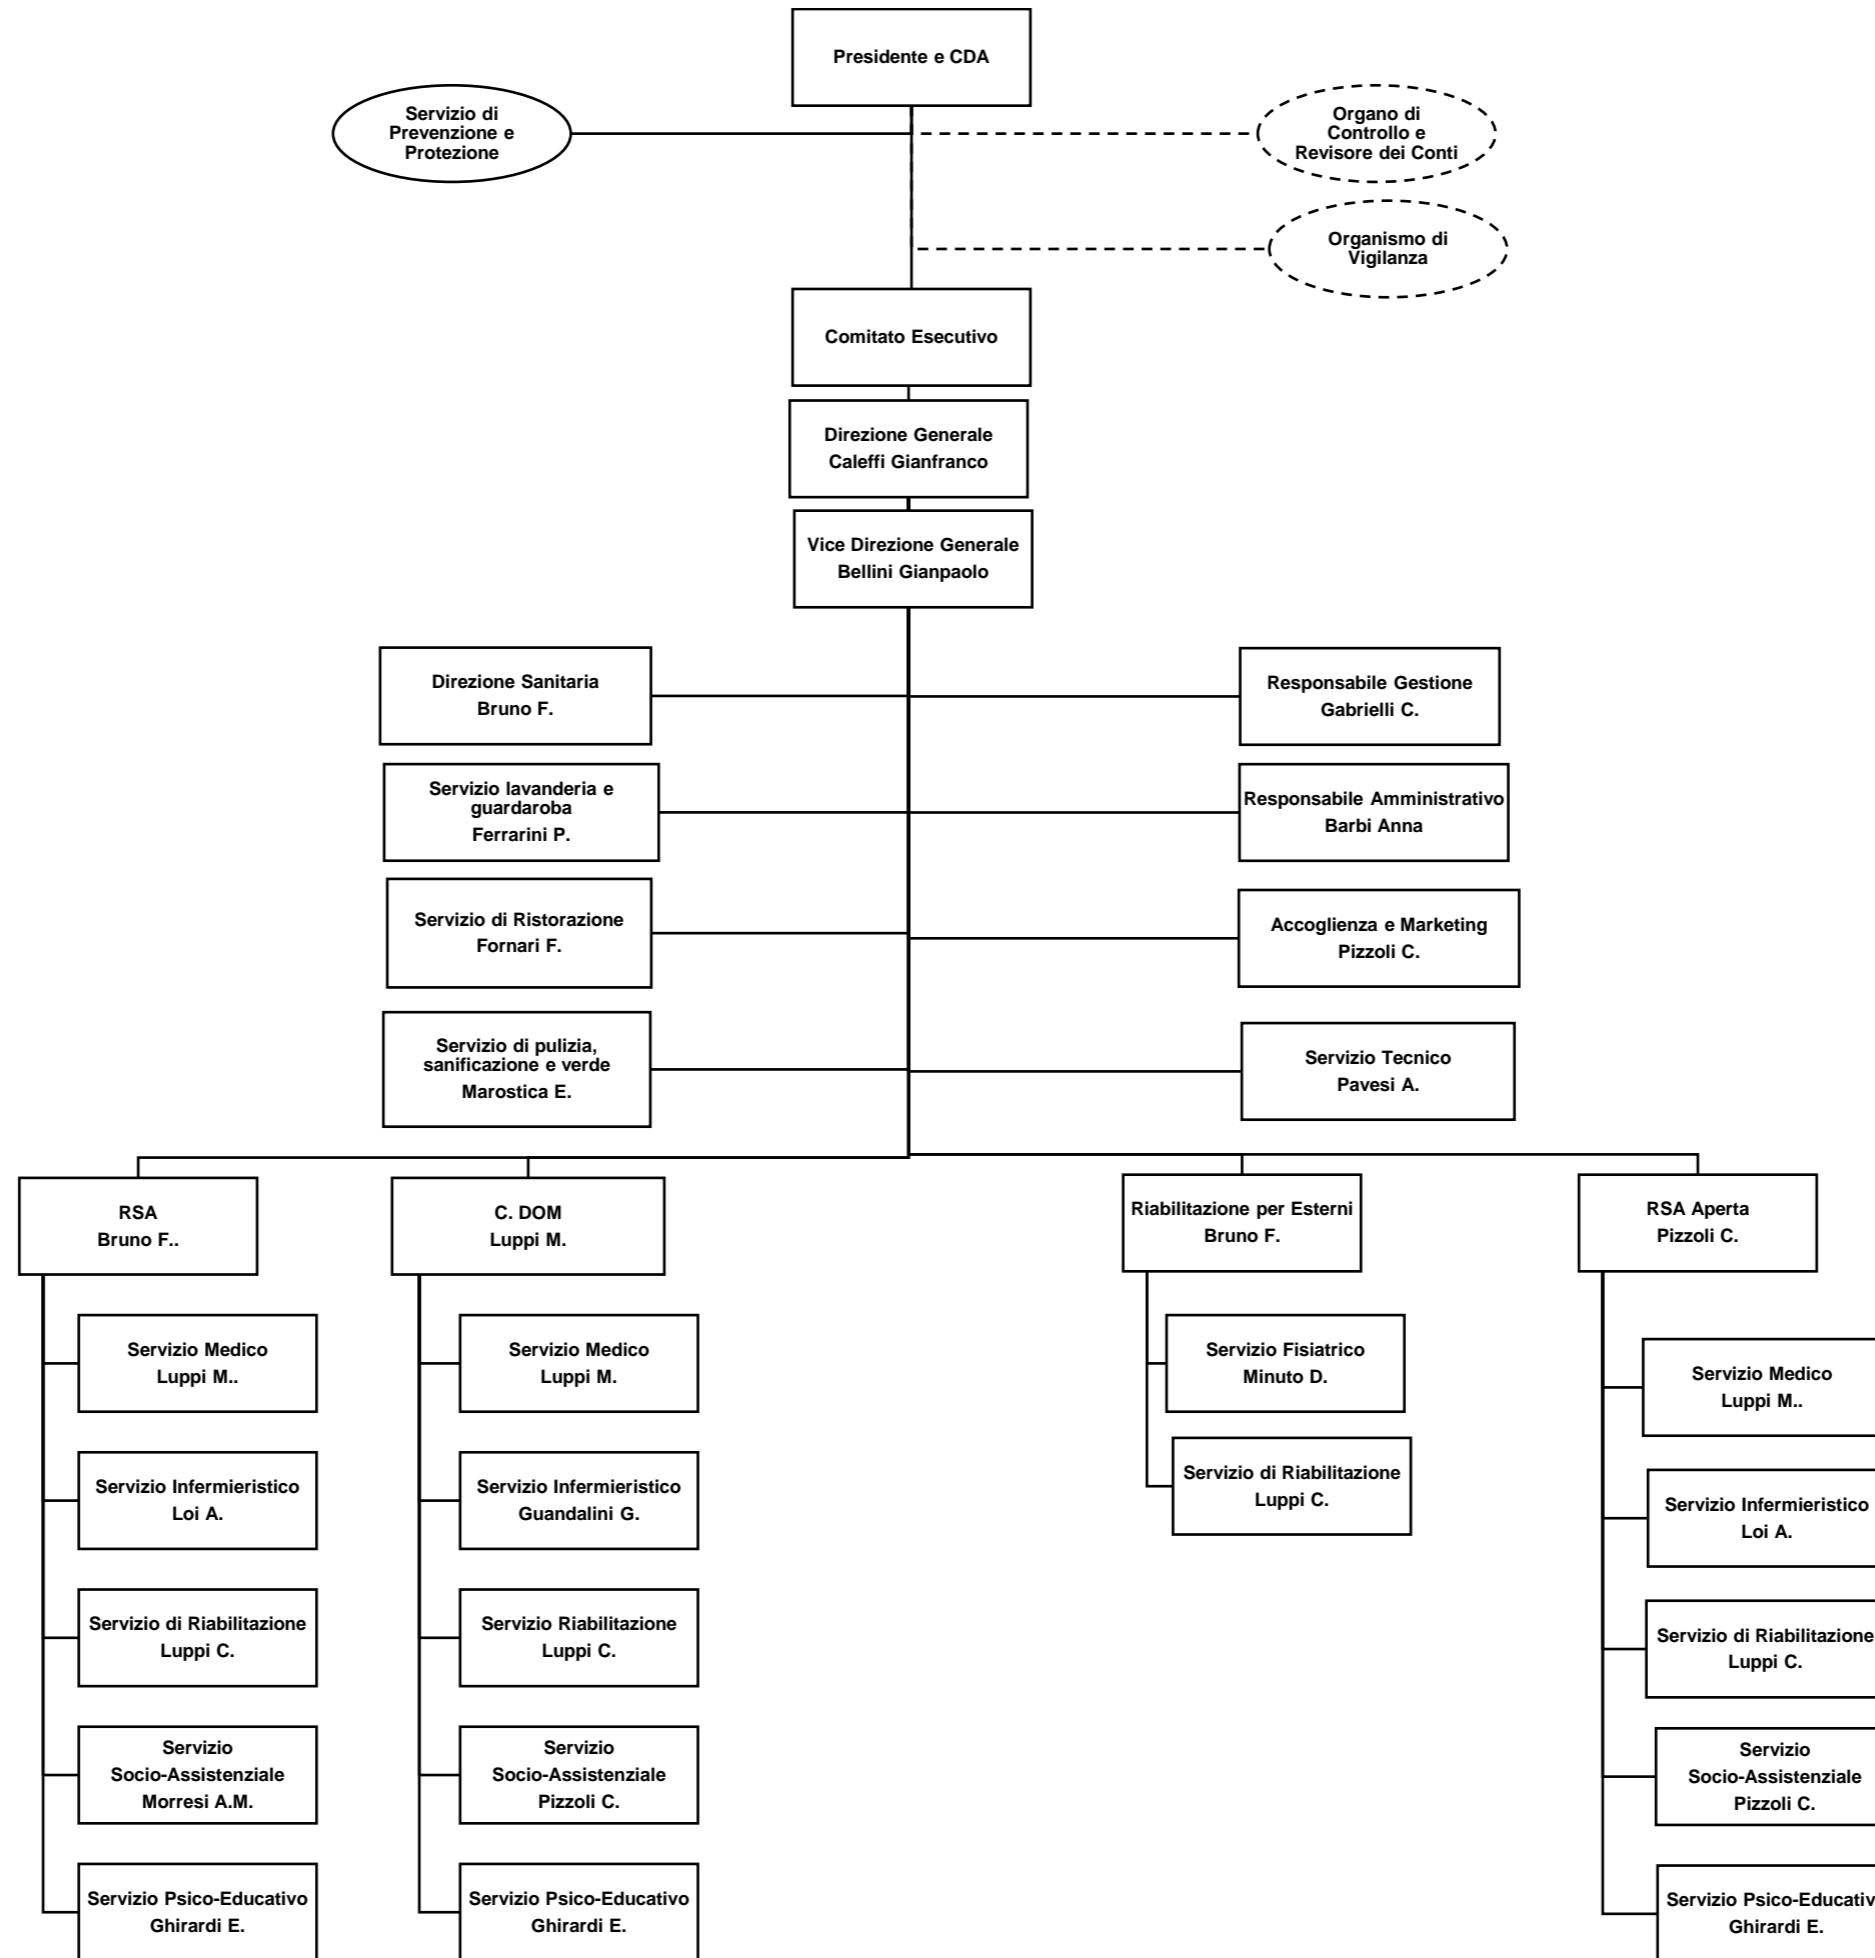 Presidente e CDA
Servizio di
Prevenzione e
Protezione
Organo di
Controllo e
Revisore dei Conti
Organismo di
Vigilanza
Comitato Esecutivo
Direzione Generale
Caleffi Gianfranco
Vice Direzione Generale
Bellini Gianpaolo
Direzione Sanitaria
Bruno F.
Responsabile Gestione
Gabrielli C.
Servizio lavanderia e
guardaroba
Ferrarini P.
Responsabile Amministrativo
Barbi Anna
Servizio di Ristorazione
Fornari F.
Accoglienza e Marketing
Pizzoli C.
Servizio di pulizia,
sanificazione e verde
Marostica E.
Servizio Tecnico
Pavesi A.
RSA
Bruno F..
C. DOM
Luppi M.
Riabilitazione per Esterni
Bruno F.
RSA Aperta
Pizzoli C.
Servizio Medico
Luppi M..
Servizio Infermieristico
Loi A.
Servizio di Riabilitazione
Luppi C.
Servizio
Socio-Assistenziale
Morresi A.M.
Servizio Psico-Educativo
Ghirardi E.
Servizio Medico
Luppi M.
Servizio Infermieristico
Guandalini G.
Servizio Riabilitazione
Luppi C.
Servizio
Socio-Assistenziale
Pizzoli C.
Servizio Psico-Educativo
Ghirardi E.
Servizio Fisiatrico
Minuto D.
Servizio di Riabilitazione
Luppi C.
Servizio Medico
Luppi M..
Servizio Infermieristico
Loi A.
Servizio di Riabilitazione
Luppi C.
Servizio
Socio-Assistenziale
Pizzoli C.
Servizio Psico-Educativ
Ghirardi E.